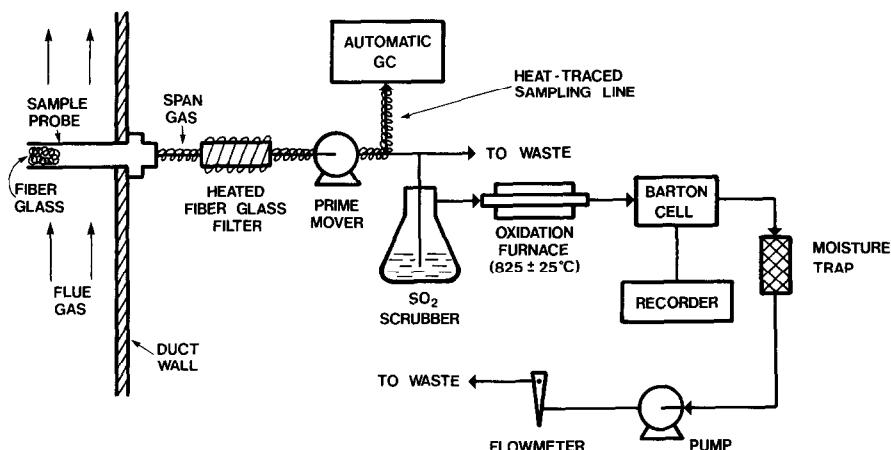 AUTOMATIC
GC
HEAT-TRACED
SAMPLING LINE
SAMPLE
PROBE
SPAN
GAS
TO WASTE
FIBER
GLASS
HEATED
FIBER GLASS
FILTER
PRIME
MOVER
BARTON
CELL
OXIDATION
FURNACE
(825 ± 25°C)
MOISTURE
TRAP
FLUE
GAS
SO₂
SCRUBBER
RECORDER
DUCT
WALL
TO WASTE
FLOWMETER
PUMP